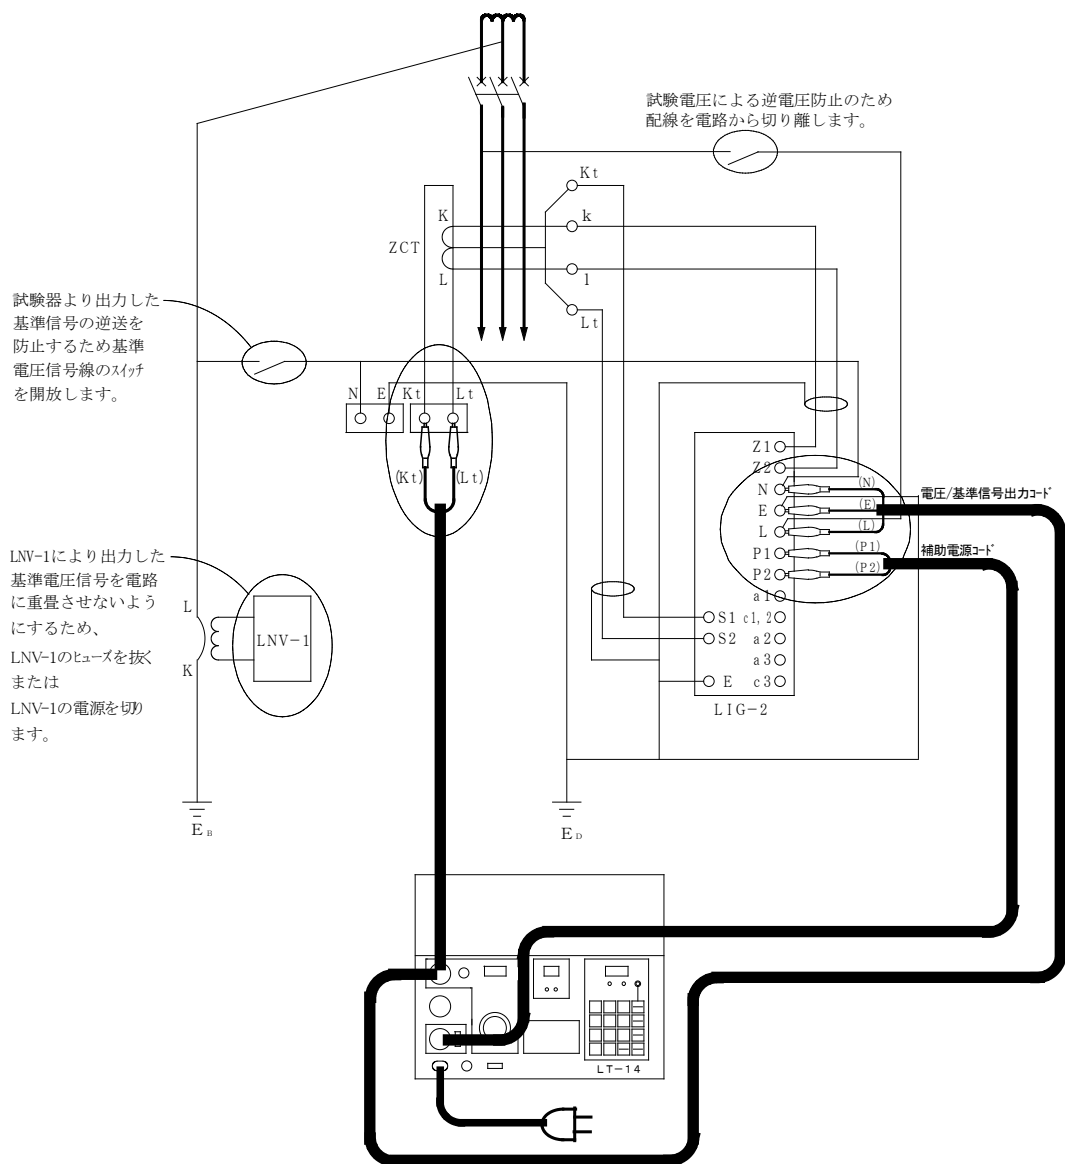 試験電圧による逆電圧防止のため
配線を電路から切り離します。
Kt
K
k
ZCT
L
l
Lt
試験器より出力した
基準信号の逆送を
防止するため基準
電圧信号線のスイッチ
を開放します。
N E Kt Lt
(Kt) (Lt)
Z1
Z2
N (N)
E (E)
L (L)
P1 (P1)
P2 (P2)
a1
S1 c1,2
S2 a2
a3
E c3
LIG-2
電圧/基準信号出力コード
補助電源コード
LNV-1により出力した
基準電圧信号を電路
に重畳させないよう
にするため、
LNV-1のヒューズを抜く
または
LNV-1の電源を切り
ます。
L
LNV-1
K
EB
ED
LT-14